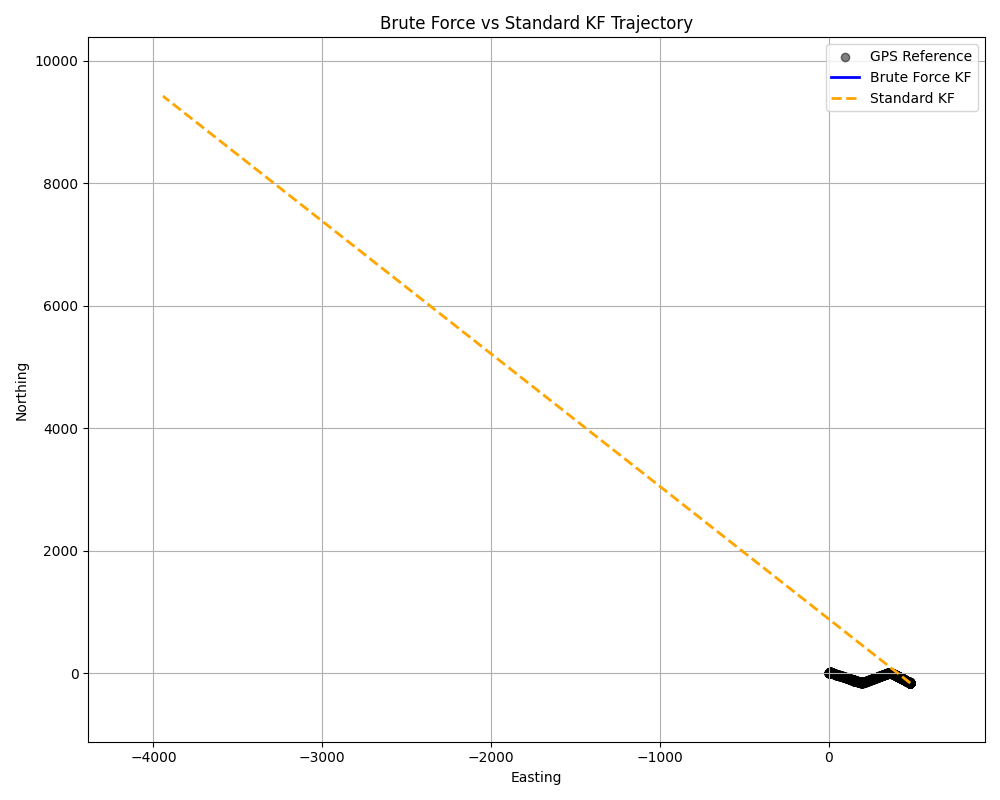 Brute Force vs Standard KF Trajectory
GPS Reference
Brute Force KF
Standard KF
10000
8000
6000
4000
2000
0
Northing
−4000
−3000
−2000
−1000
0
Easting